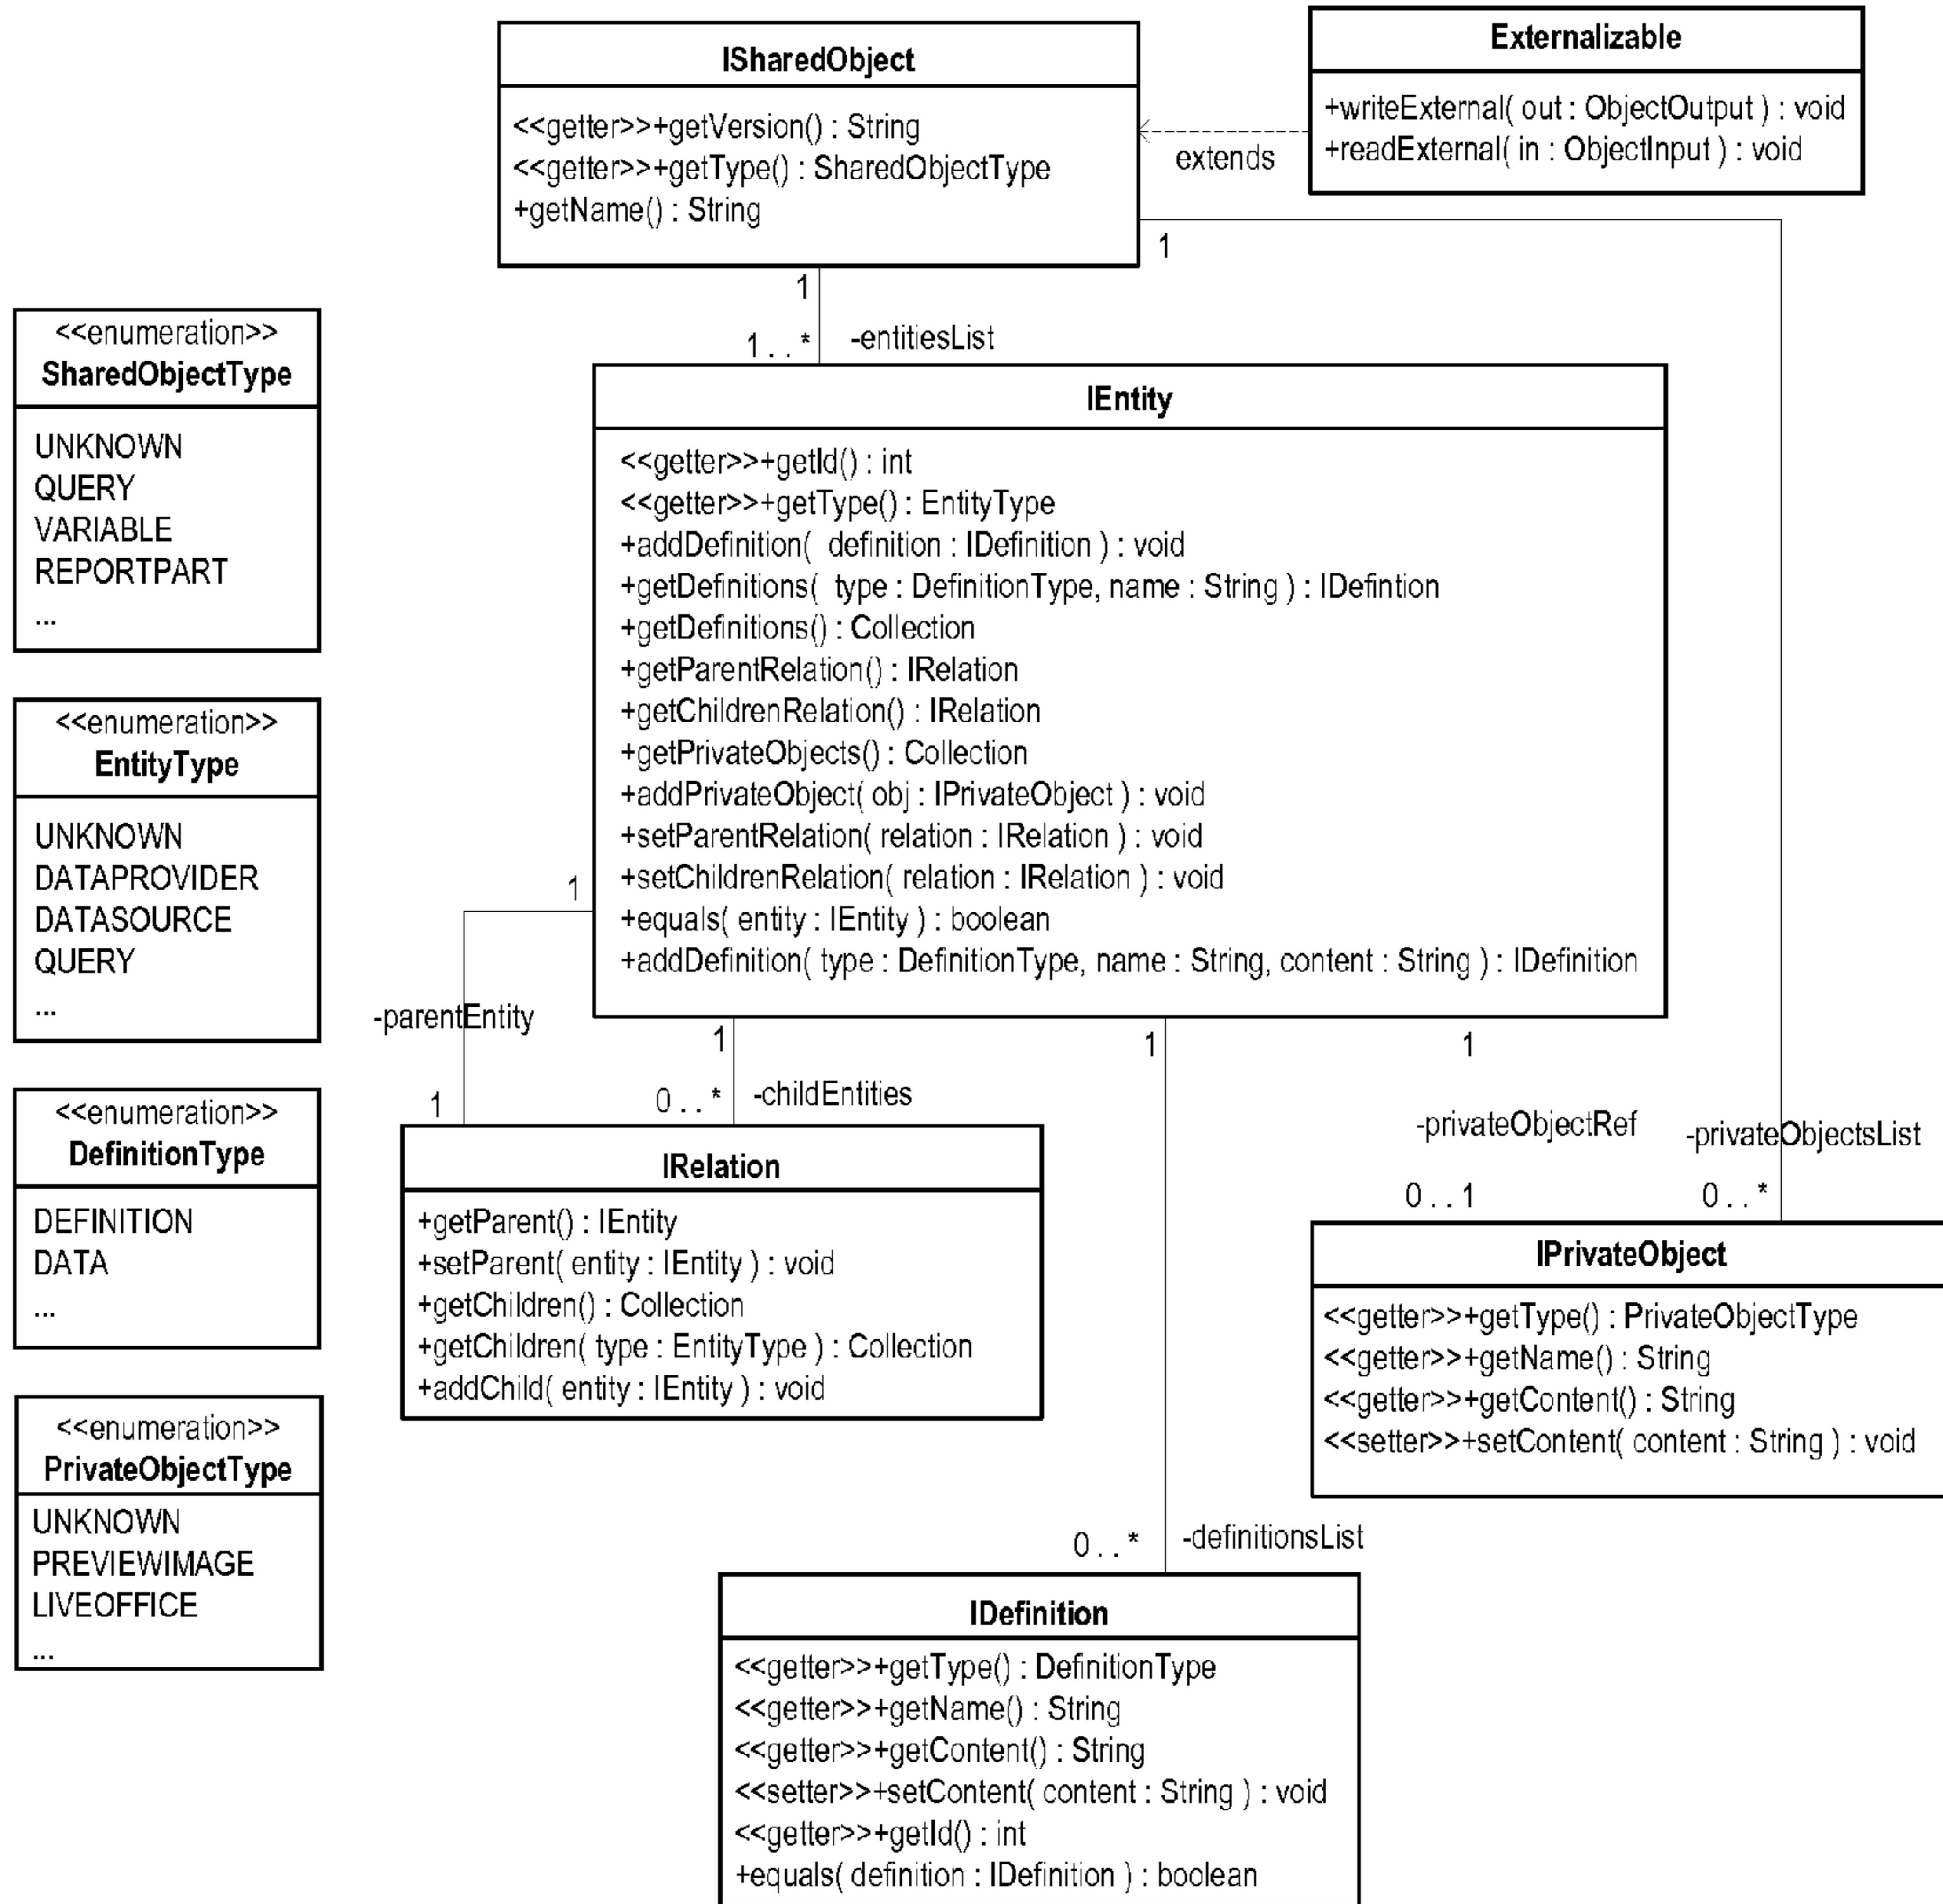 ISharedObject
<<getter>>+getVersion() : String
<<getter>>+getType() : SharedObjectType
+getName() : String
Externalizable
+writeExternal( out : ObjectOutput ) : void
+readExternal( in : ObjectInput ) : void
extends
1
1
1 . . *
-entitiesList
<<enumeration>>
SharedObjectType
UNKNOWN
QUERY
VARIABLE
REPORTPART
...
<<enumeration>>
EntityType
UNKNOWN
DATAPROVIDER
DATASOURCE
QUERY
...
<<enumeration>>
DefinitionType
DEFINITION
DATA
...
<<enumeration>>
PrivateObjectType
UNKNOWN
PREVIEWIMAGE
LIVEOFFICE
...
IEntity
<<getter>>+getId() : int
<<getter>>+getType() : EntityType
+addDefinition(  definition : IDefinition ) : void
+getDefinitions(  type : DefinitionType, name : String ) : IDefintion
+getDefinitions() : Collection
+getParentRelation() : IRelation
+getChildrenRelation() : IRelation
+getPrivateObjects() : Collection
+addPrivateObject( obj : IPrivateObject ) : void
+setParentRelation( relation : IRelation ) : void
+setChildrenRelation( relation : IRelation ) : void
+equals( entity : IEntity ) : boolean
+addDefinition( type : DefinitionType, name : String, content : String ) : IDefinition
1
-parentEntity
1
1
0 . . *
-childEntities
1
1
-privateObjectRef
-privateObjectsList
0 . . 1
0 . . *
IRelation
+getParent() : IEntity
+setParent( entity : IEntity ) : void
+getChildren() : Collection
+getChildren( type : EntityType ) : Collection
+addChild( entity : IEntity ) : void
IPrivateObject
<<getter>>+getType() : PrivateObjectType
<<getter>>+getName() : String
<<getter>>+getContent() : String
<<setter>>+setContent( content : String ) : void
0 . . *
-definitionsList
IDefinition
<<getter>>+getType() : DefinitionType
<<getter>>+getName() : String
<<getter>>+getContent() : String
<<setter>>+setContent( content : String ) : void
<<getter>>+getId() : int
+equals( definition : IDefinition ) : boolean